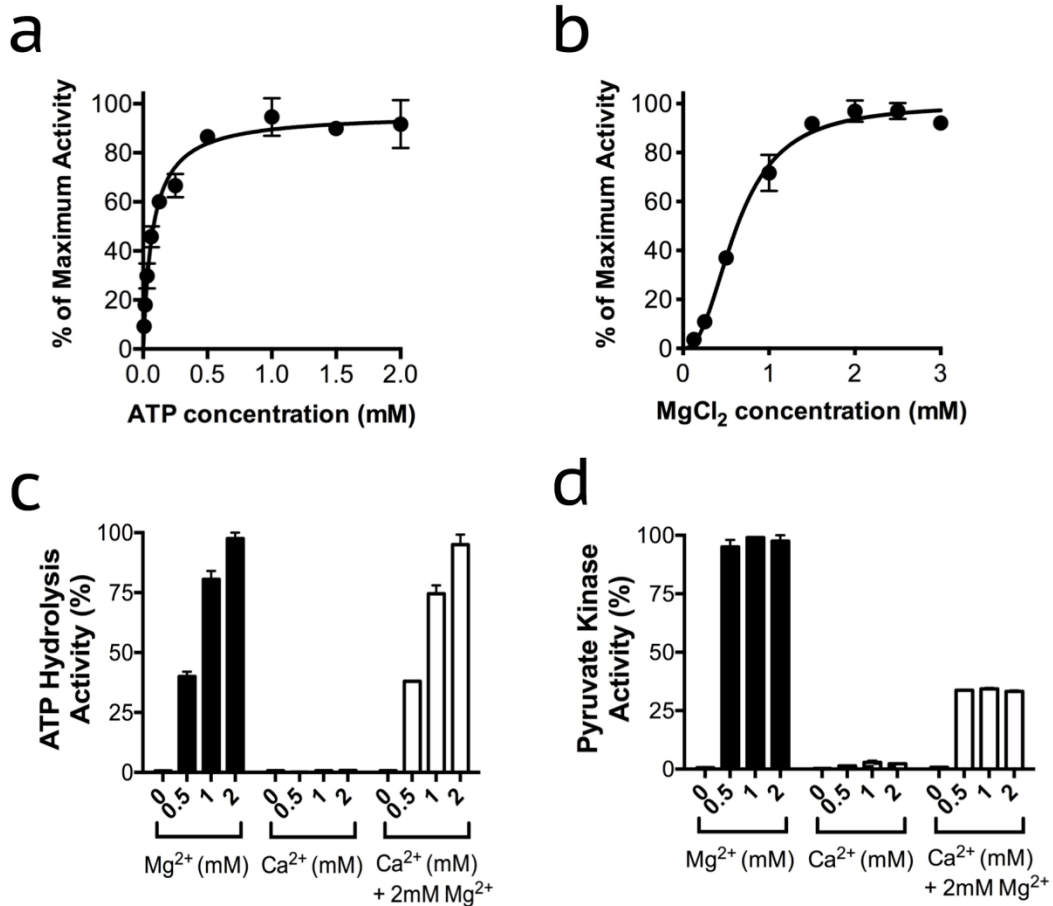 a
% of Maximum Activity
100
80
60
40
20
0
0.0 0.5 1.0 1.5 2.0
ATP concentration (mM)
b
% of Maximum Activity
100
80
60
40
20
0
0 1 2 3
MgCl₂ concentration (mM)
c
ATP Hydrolysis
Activity (%)
100
75
50
25
0
0 0.5 1 2 0 0.5 1 2 0 0.5 1 2
Mg²⁺ (mM) Ca²⁺ (mM) Ca²⁺ (mM)
+ 2mM Mg²⁺
d
Pyruvate Kinase
Activity (%)
100
75
50
25
0
0 0.5 1 2 0 0.5 1 2 0 0.5 1 2
Mg²⁺ (mM) Ca²⁺ (mM) Ca²⁺ (mM)
+ 2mM Mg²⁺